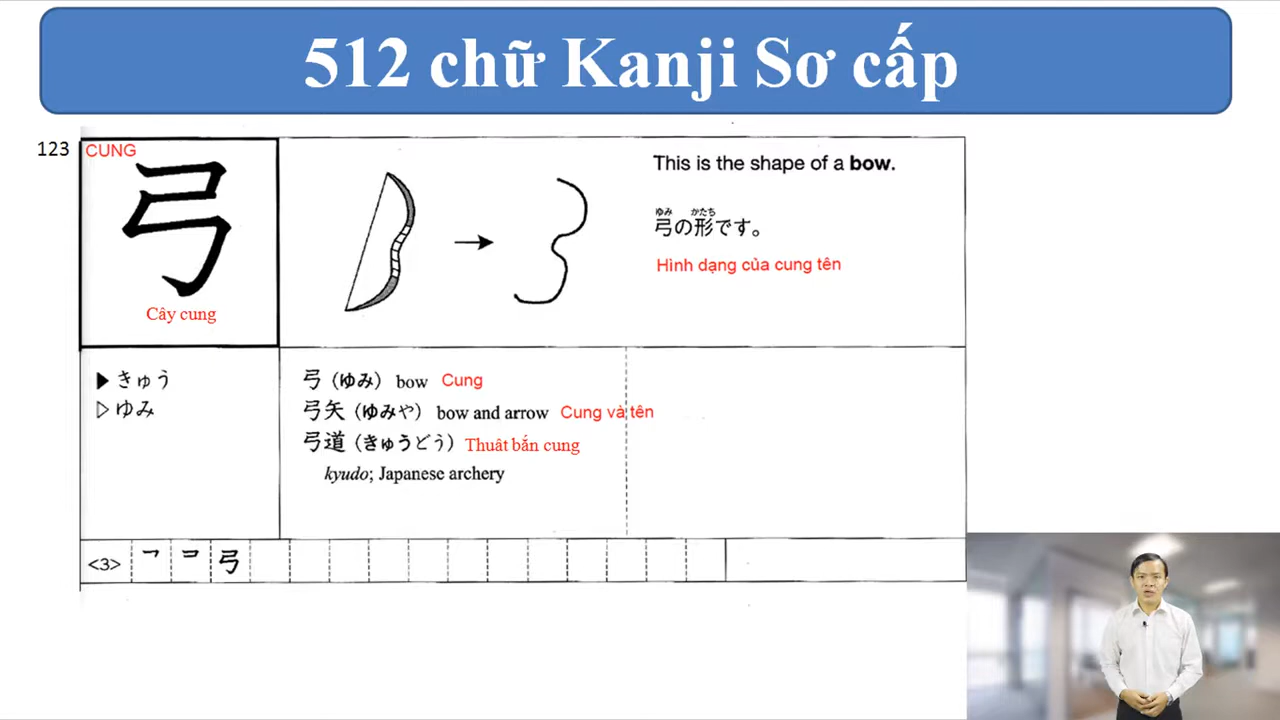 512 chữ Kanji Sơ cấp
123
CUNG
弓
Cây cung
This is the shape of a bow.
ゆみ かたち
弓の形です。
Hình dạng của cung tên
▶ きゅう
▷ ゆみ
弓（ゆみ） bow Cung
弓矢（ゆみや） bow and arrow Cung và tên
弓道（きゅうどう） Thuât bắn cung
kyudo; Japanese archery
<3> 弓